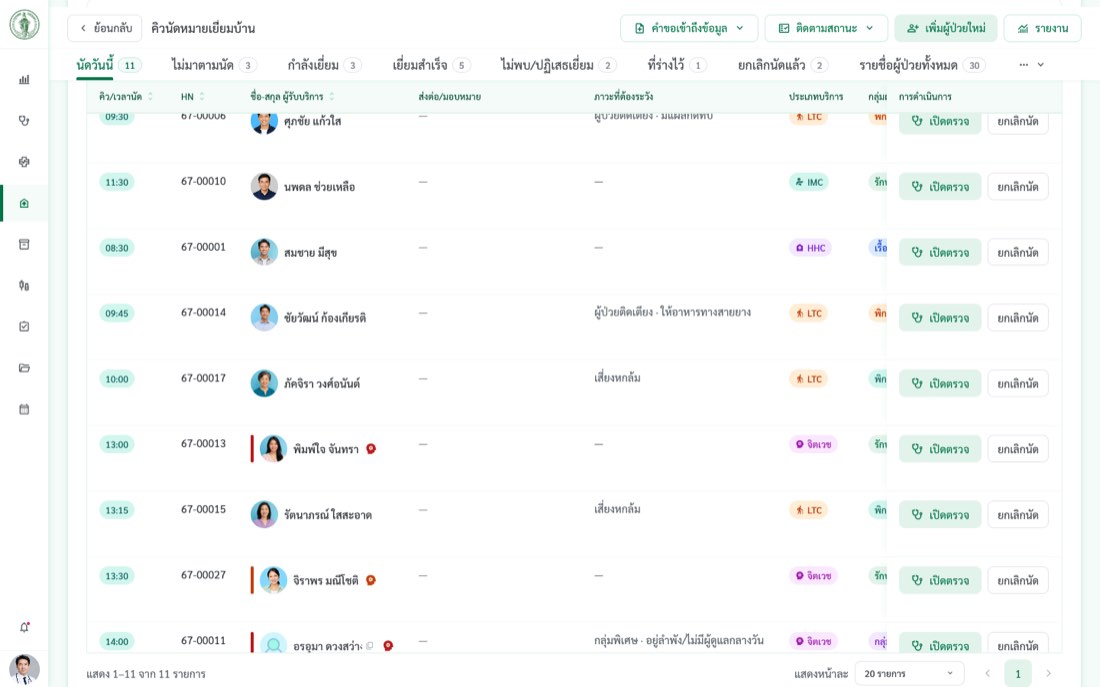 ย้อนกลับ คิวนัดหมายเยี่ยมบ้าน คำขอเข้าถึงข้อมูล ติดตามสถานะ เพิ่มผู้ป่วยใหม่ รายงาน
นัดวันนี้ 11 ไม่มาตามนัด 3 กำลังเยี่ยม 3 เยี่ยมสำเร็จ 5 ไม่พบ/ปฏิเสธเยี่ยม 2 ที่ร่างไว้ 1 ยกเลิกนัดแล้ว 2 รายชื่อผู้ป่วยทั้งหมด 30 ...
คิว/เวลานัด HN ชื่อ-สกุล ผู้รับบริการ ส่งต่อ/มอบหมาย ภาวะที่ต้องระวัง ประเภทบริการ การดำเนินการ
09:30 67-00006 ศุภชัย แก้วใส — ผู้ป่วยติดเตียง · มีแผลกดทับ LTC เปิดตรวจ ยกเลิกนัด
11:30 67-00010 นพดล ช่วยเหลือ — — IMC เปิดตรวจ ยกเลิกนัด
08:30 67-00001 สมชาย มีสุข — — HHC เปิดตรวจ ยกเลิกนัด
09:45 67-00014 ชัยวัฒน์ ก้องเกียรติ — ผู้ป่วยติดเตียง · ให้อาหารทางสายยาง LTC เปิดตรวจ ยกเลิกนัด
10:00 67-00017 ภัคจิรา วงศ์อนันต์ — เสี่ยงหกล้ม LTC เปิดตรวจ ยกเลิกนัด
13:00 67-00013 พิมพ์ใจ จันทรา — — จิตเวช เปิดตรวจ ยกเลิกนัด
13:15 67-00015 รัตนาภรณ์ ใสสะอาด — เสี่ยงหกล้ม LTC เปิดตรวจ ยกเลิกนัด
13:30 67-00027 จิราพร มณีโชติ — — จิตเวช เปิดตรวจ ยกเลิกนัด
14:00 67-00011 อรอุมา ดวงสว่าง — กลุ่มพิเศษ · อยู่ลำพัง/ไม่มีผู้ดูแลกลางวัน จิตเวช เปิดตรวจ ยกเลิกนัด
แสดง 1–11 จาก 11 รายการ แสดงหน้าละ 20 รายการ 1